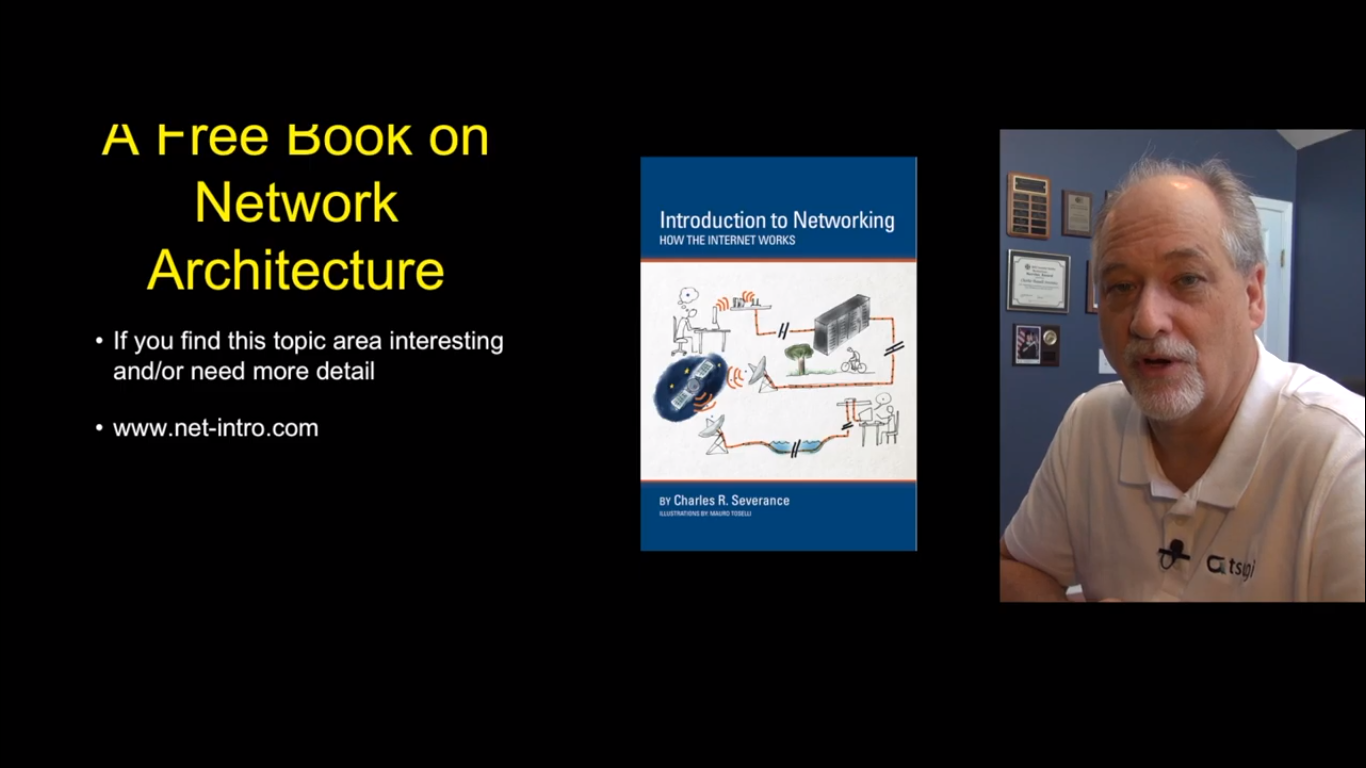 A Free Book on
Network
Architecture
• If you find this topic area interesting
and/or need more detail
• www.net-intro.com
Introduction to Networking
HOW THE INTERNET WORKS
BY Charles R. Severance
ILLUSTRATIONS BY: MAURO TOSELLI